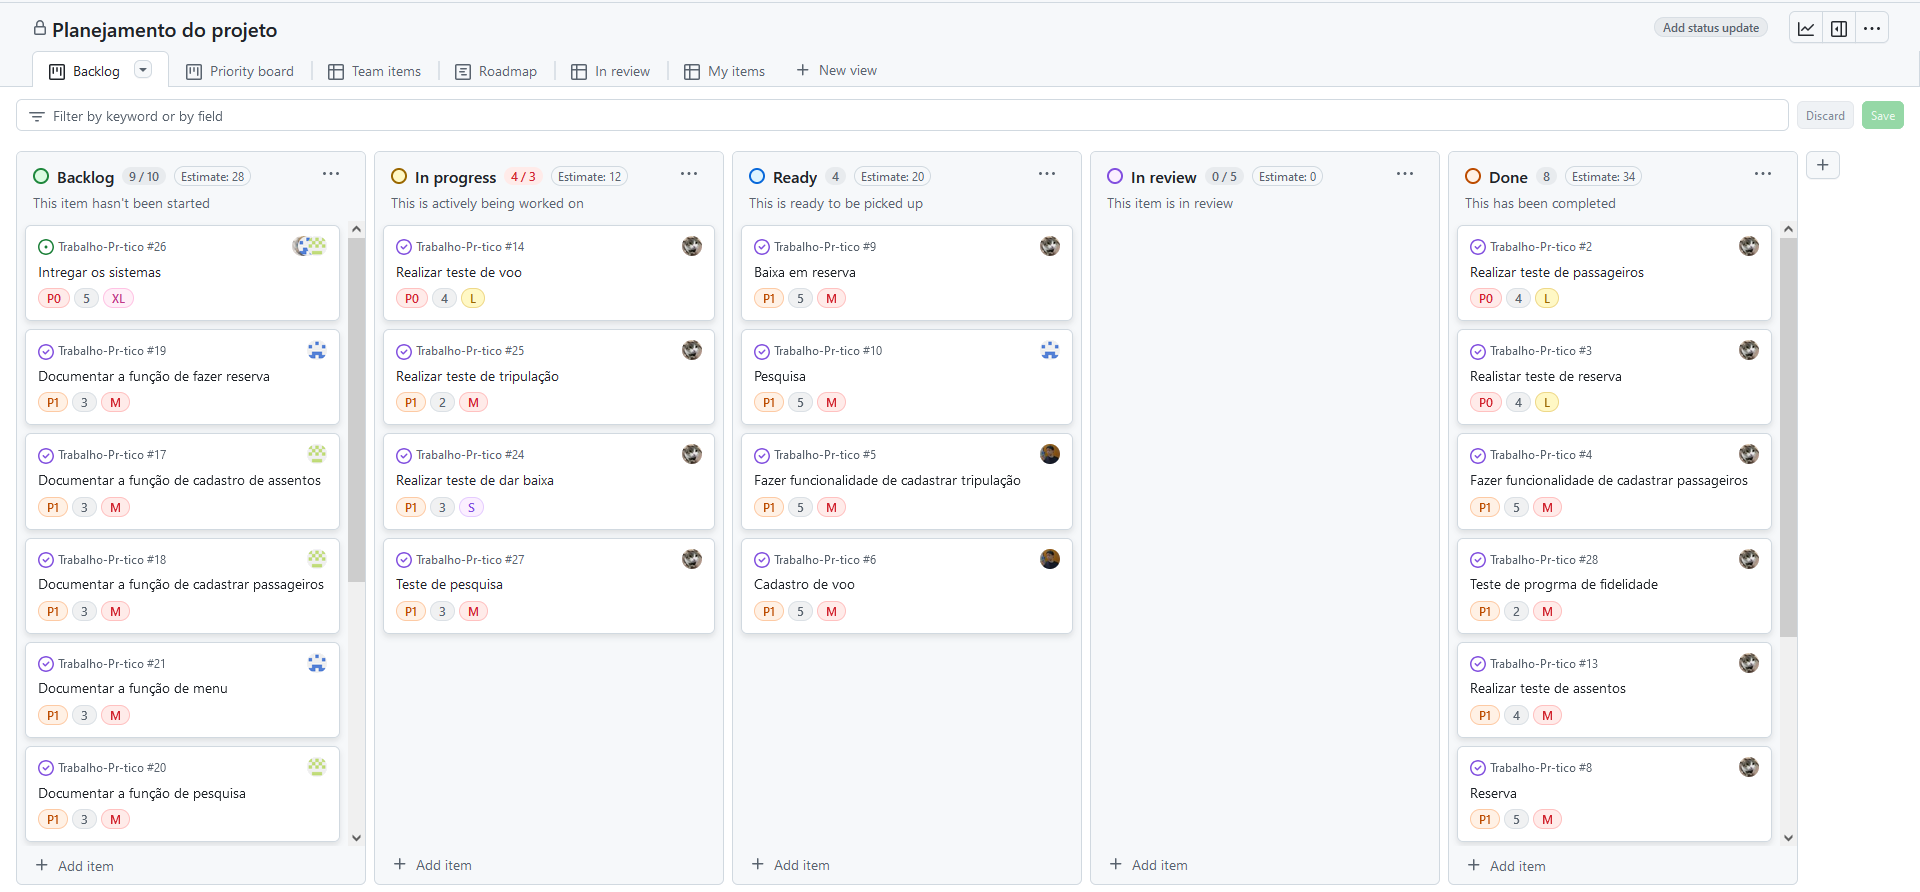 Planejamento do projeto
Add status update
Backlog
Priority board
Team items
Roadmap
In review
My items
New view
Filter by keyword or by field
Discard
Save
Backlog 9 / 10 Estimate: 28
This item hasn't been started
Trabalho-Pr-tico #26
Intregar os sistemas
P0 5 XL
Trabalho-Pr-tico #19
Documentar a função de fazer reserva
P1 3 M
Trabalho-Pr-tico #17
Documentar a função de cadastro de assentos
P1 3 M
Trabalho-Pr-tico #18
Documentar a função de cadastrar passageiros
P1 3 M
Trabalho-Pr-tico #21
Documentar a função de menu
P1 3 M
Trabalho-Pr-tico #20
Documentar a função de pesquisa
P1 3 M
Add item
In progress 4 / 3 Estimate: 12
This is actively being worked on
Trabalho-Pr-tico #14
Realizar teste de voo
P0 4 L
Trabalho-Pr-tico #25
Realizar teste de tripulação
P1 2 M
Trabalho-Pr-tico #24
Realizar teste de dar baixa
P1 3 S
Trabalho-Pr-tico #27
Teste de pesquisa
P1 3 M
Add item
Ready 4 Estimate: 20
This is ready to be picked up
Trabalho-Pr-tico #9
Baixa em reserva
P1 5 M
Trabalho-Pr-tico #10
Pesquisa
P1 5 M
Trabalho-Pr-tico #5
Fazer funcionalidade de cadastrar tripulação
P1 5 M
Trabalho-Pr-tico #6
Cadastro de voo
P1 5 M
Add item
In review 0 / 5 Estimate: 0
This item is in review
Add item
Done 8 Estimate: 34
This has been completed
Trabalho-Pr-tico #2
Realizar teste de passageiros
P0 4 L
Trabalho-Pr-tico #3
Realistar teste de reserva
P0 4 L
Trabalho-Pr-tico #4
Fazer funcionalidade de cadastrar passageiros
P1 5 M
Trabalho-Pr-tico #28
Teste de progrma de fidelidade
P1 2 M
Trabalho-Pr-tico #13
Realizar teste de assentos
P1 4 M
Trabalho-Pr-tico #8
Reserva
P1 5 M
Add item